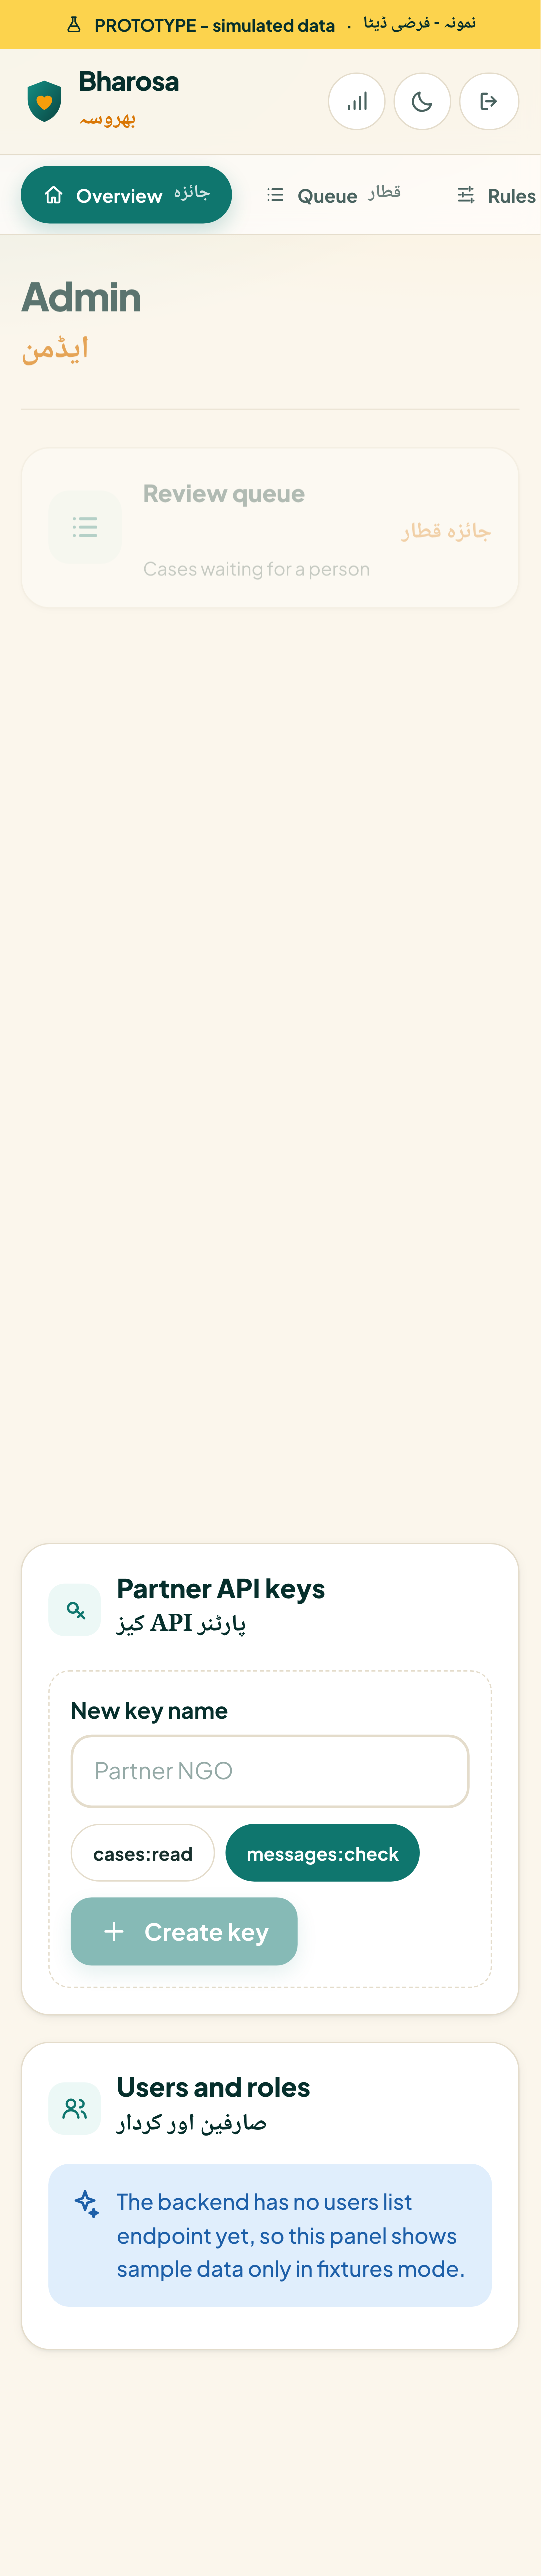 PROTOTYPE – simulated data · نمونہ - فرضی ڈیٹا
Bharosa
بھروسہ
Overview جائزہ Queue قطار Rules
Admin
ایڈمن
Review queue
جائزہ قطار
Cases waiting for a person
Partner API keys
پارٹنر API کیز
New key name
Partner NGO
cases:read messages:check
Create key
Users and roles
صارفین اور کردار
The backend has no users list
endpoint yet, so this panel shows
sample data only in fixtures mode.